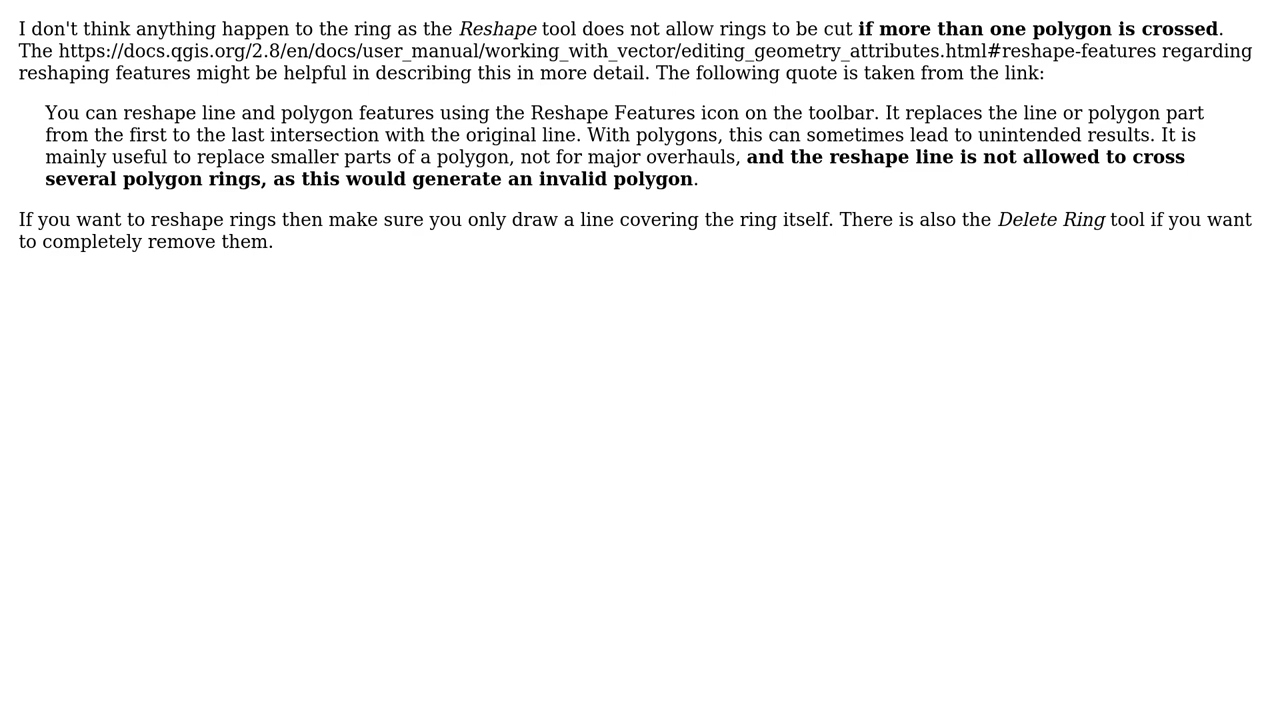 I don't think anything happen to the ring as the Reshape tool does not allow rings to be cut if more than one polygon is crossed.
The https://docs.qgis.org/2.8/en/docs/user_manual/working_with_vector/editing_geometry_attributes.html#reshape-features regarding
reshaping features might be helpful in describing this in more detail. The following quote is taken from the link:
You can reshape line and polygon features using the Reshape Features icon on the toolbar. It replaces the line or polygon part
from the first to the last intersection with the original line. With polygons, this can sometimes lead to unintended results. It is
mainly useful to replace smaller parts of a polygon, not for major overhauls, and the reshape line is not allowed to cross
several polygon rings, as this would generate an invalid polygon.
If you want to reshape rings then make sure you only draw a line covering the ring itself. There is also the Delete Ring tool if you want
to completely remove them.